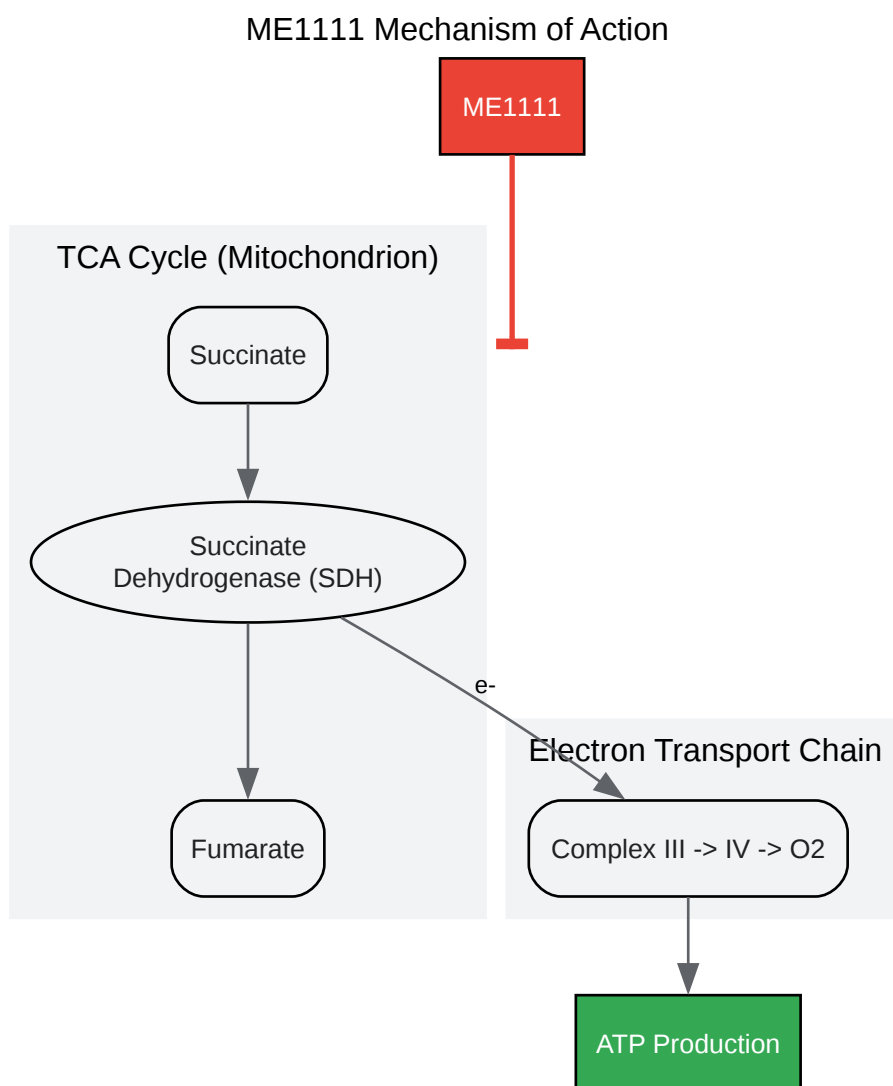 ME1111 Mechanism of Action
ME1111
TCA Cycle (Mitochondrion)
Succinate
Succinate
Dehydrogenase (SDH)
e-
Electron Transport Chain
Fumarate
Complex III -> IV -> O2
ATP Production